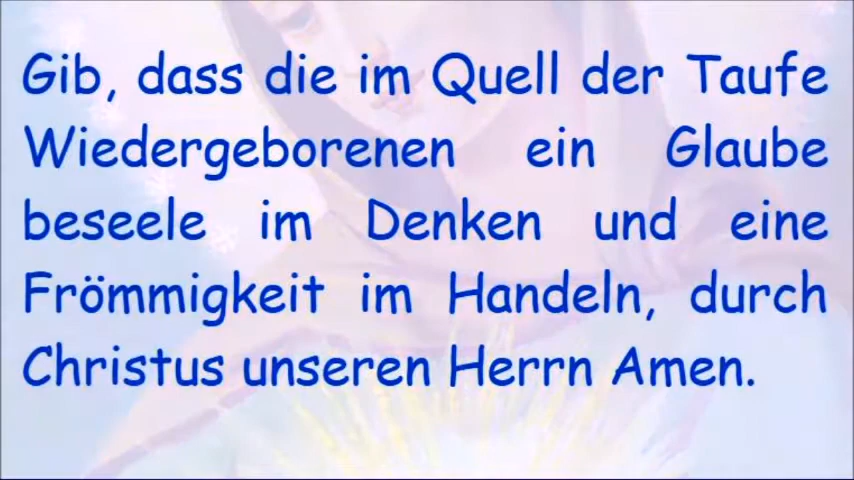 Gib, dass die im Quell der Taufe
Wiedergeborenen ein Glaube
beseele im Denken und eine
Frömmigkeit im Handeln, durch
Christus unseren Herrn Amen.